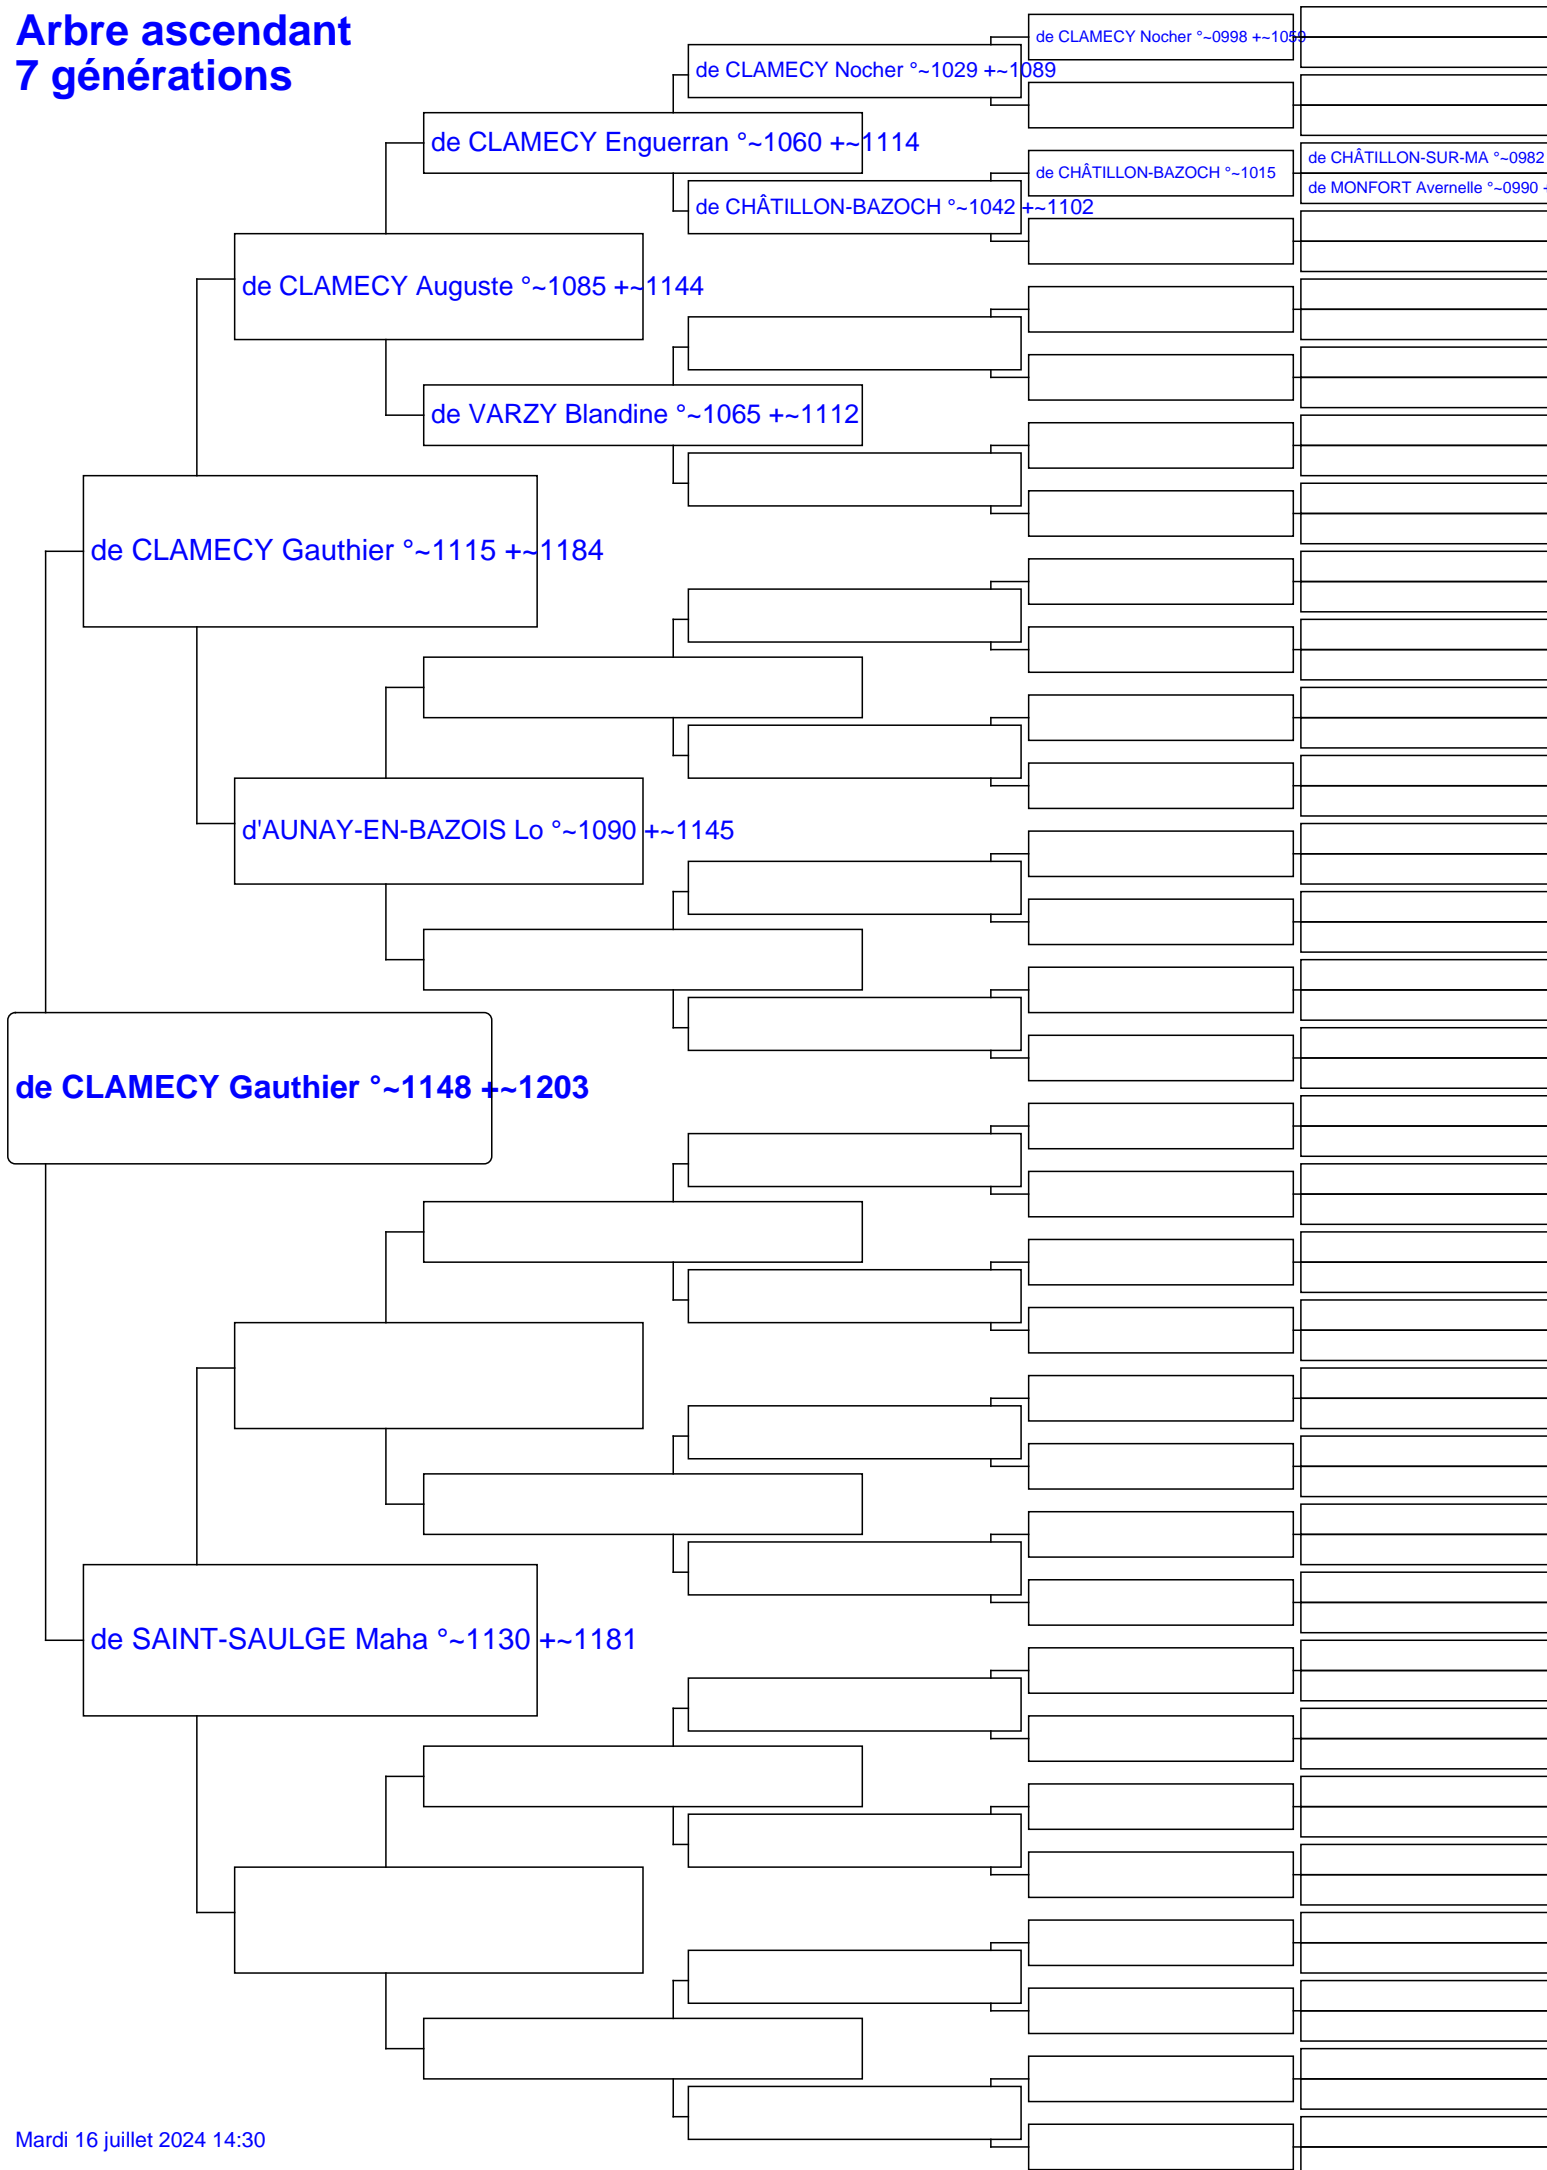 Arbre ascendant
7 générations
de CLAMECY Nocher °~0998 +~1059
de CLAMECY Nocher °~1029 +~1089
de CLAMECY Enguerran °~1060 +~1114
de CHÂTILLON-SUR-MA °~0982
de CHÂTILLON-BAZOCH °~1015
de MONFORT Avernelle °~0990 +
de CHÂTILLON-BAZOCH °~1042 +~1102
de CLAMECY Auguste °~1085 +~1144
de VARZY Blandine °~1065 +~1112
de CLAMECY Gauthier °~1115 +~1184
d'AUNAY-EN-BAZOIS Lo °~1090 +~1145
de CLAMECY Gauthier °~1148 +~1203
de SAINT-SAULGE Maha °~1130 +~1181
Mardi 16 juillet 2024 14:30